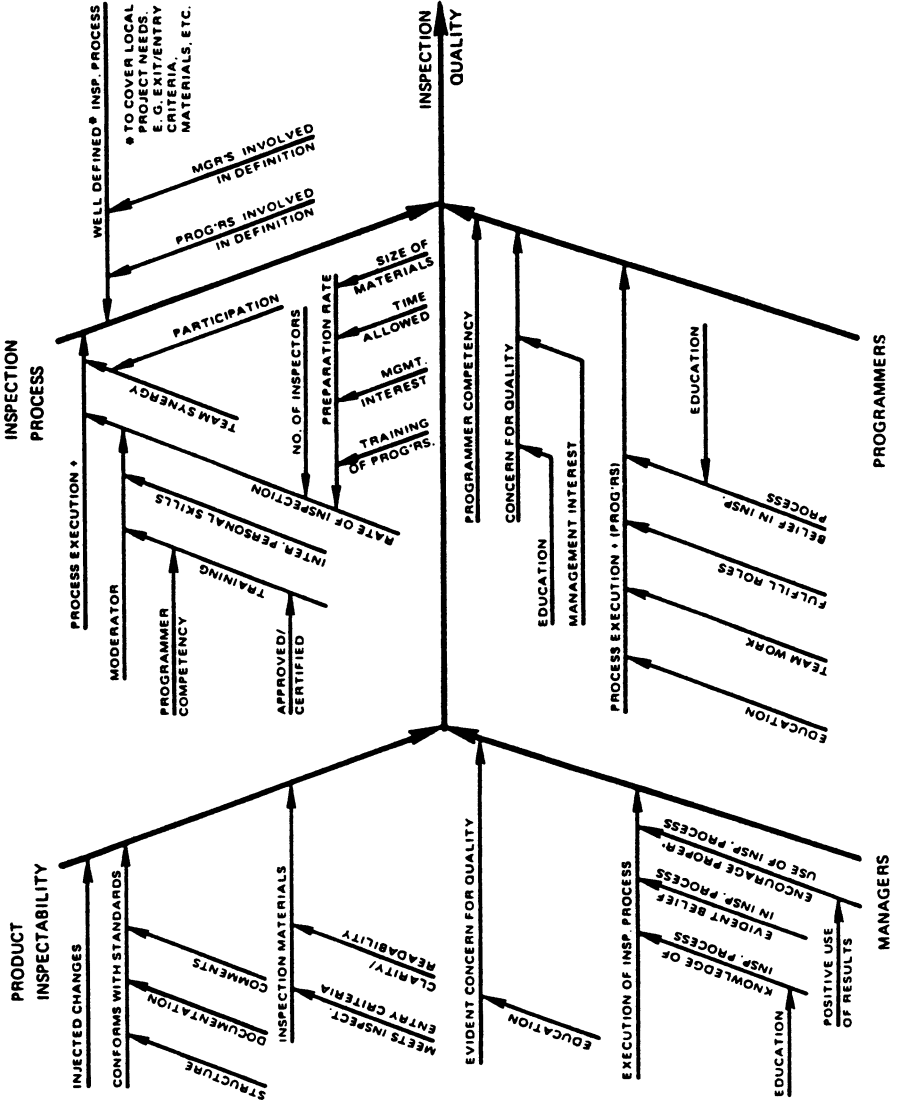 PRODUCT
INSPECTABILITY
INJECTED CHANGES
CONFORMS WITH STANDARDS
STRUCTURE
DOCUMENTATION
COMMENTS
INSPECTION MATERIALS
MEETS INSPECT.
ENTRY CRITERIA
CLARITY/
READABILITY
INSPECTION
PROCESS
PROCESS EXECUTION +
TEAM SYNERGY
PARTICIPATION
MODERATOR
INTER. PERSONAL SKILLS
TRAINING
PROGRAMMER
COMPETENCY
APPROVED/
CERTIFIED
RATE OF INSPECTION
NO. OF INSPECTORS
PREPARATION RATE
TRAINING
OF PROG'RS.
MGMT.
INTEREST
TIME
ALLOWED
SIZE OF
MATERIALS
WELL DEFINED* INSP. PROCESS
* TO COVER LOCAL
PROJECT NEEDS.
E. G. EXIT/ENTRY
CRITERIA,
MATERIALS, ETC.
PROG'RS INVOLVED
IN DEFINITION
MGR'S INVOLVED
IN DEFINITION
INSPECTION
QUALITY
EVIDENT CONCERN FOR QUALITY
EDUCATION
EXECUTION OF INSP. PROCESS
KNOWLEDGE OF
INSP. PROCESS
EDUCATION
EVIDENT BELIEF
IN INSP. PROCESS
ENCOURAGE PROPER.
USE OF INSP. PROCESS
POSITIVE USE
OF RESULTS
MANAGERS
PROGRAMMER COMPETENCY
CONCERN FOR QUALITY
EDUCATION
MANAGEMENT INTEREST
PROCESS EXECUTION + (PROG'RS)
EDUCATION
TEAM WORK
FULFILL ROLES
BELIEF IN INSP.
PROCESS
EDUCATION
PROGRAMMERS